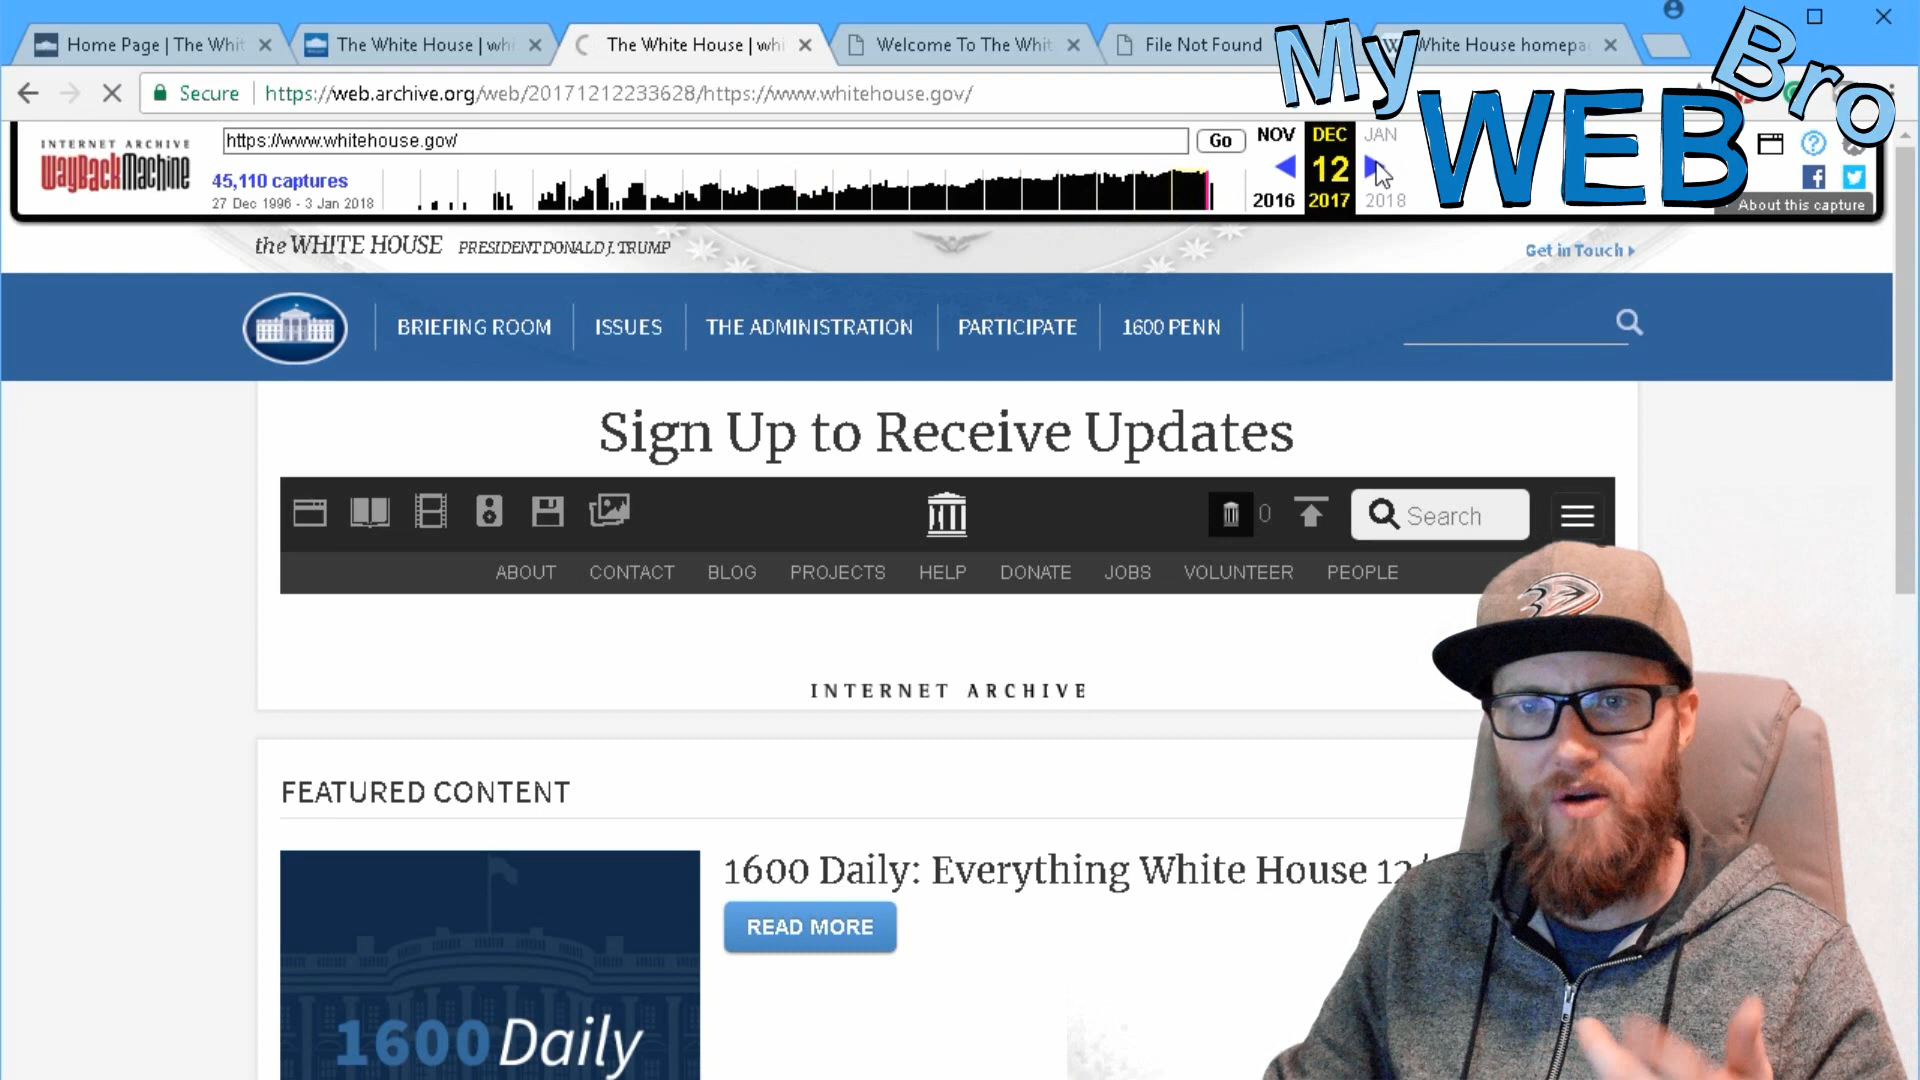 Home Page | The Whit
The White House | whi
The White House | whi
Welcome To The Whit
File Not Found
White House homepa
My
WEB
Bro
Secure
https://web.archive.org/web/20171212233628/https://www.whitehouse.gov/
INTERNET ARCHIVE
WayBackMachine
https://www.whitehouse.gov/
Go
NOV
DEC
JAN
45,110 captures
12
27 Dec 1996 - 3 Jan 2018
2016
2017
2018
About this capture
the WHITE HOUSE PRESIDENT DONALD J. TRUMP
Get in Touch
BRIEFING ROOM
ISSUES
THE ADMINISTRATION
PARTICIPATE
1600 PENN
Sign Up to Receive Updates
0
Search
ABOUT
CONTACT
BLOG
PROJECTS
HELP
DONATE
JOBS
VOLUNTEER
PEOPLE
INTERNET ARCHIVE
FEATURED CONTENT
1600 Daily: Everything White House 12/
READ MORE
1600 Daily